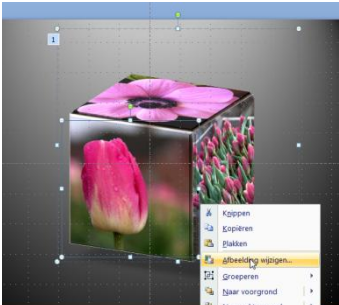 1
Knippen
Kopiëren
Plakken
Afbeelding wijzigen...
Groeperen
Naar voorgrond